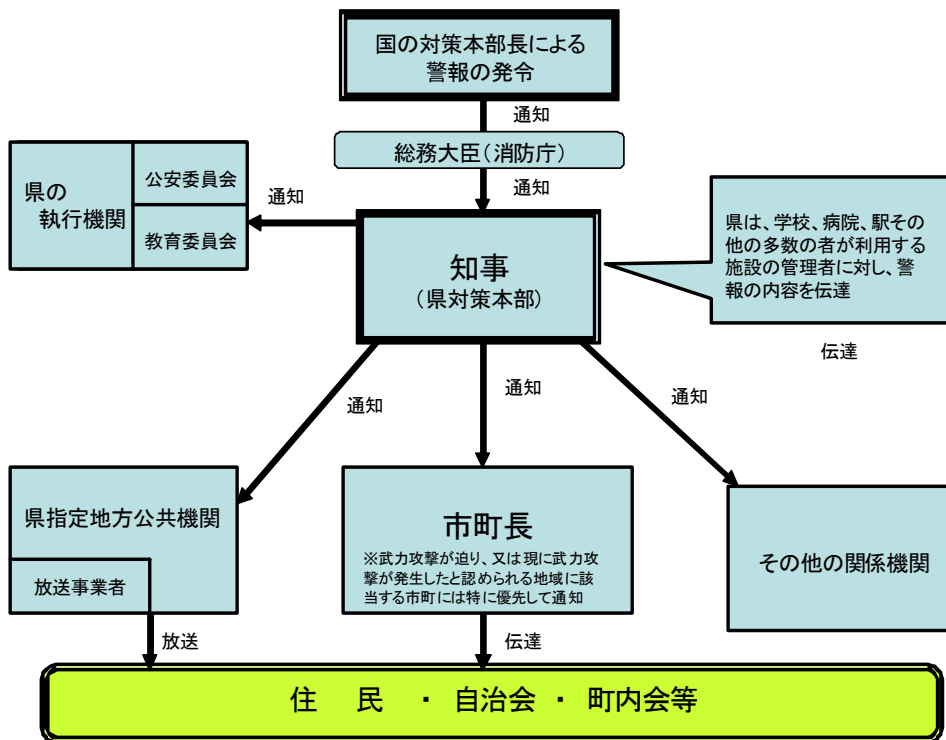 国の対策本部長による
警報の発令
通知
総務大臣（消防庁）
通知
県の
執行機関
公安委員会
教育委員会
通知
知事
（県対策本部）
県は、学校、病院、駅その
他の多数の者が利用する
施設の管理者に対し、警
報の内容を伝達
伝達
通知
通知
通知
県指定地方公共機関
放送事業者
市町長
※武力攻撃が迫り、又は現に武力攻
撃が発生したと認められる地域に該
当する市町には特に優先して通知
その他の関係機関
放送
伝達
住　民　・　自治会　・　町内会等